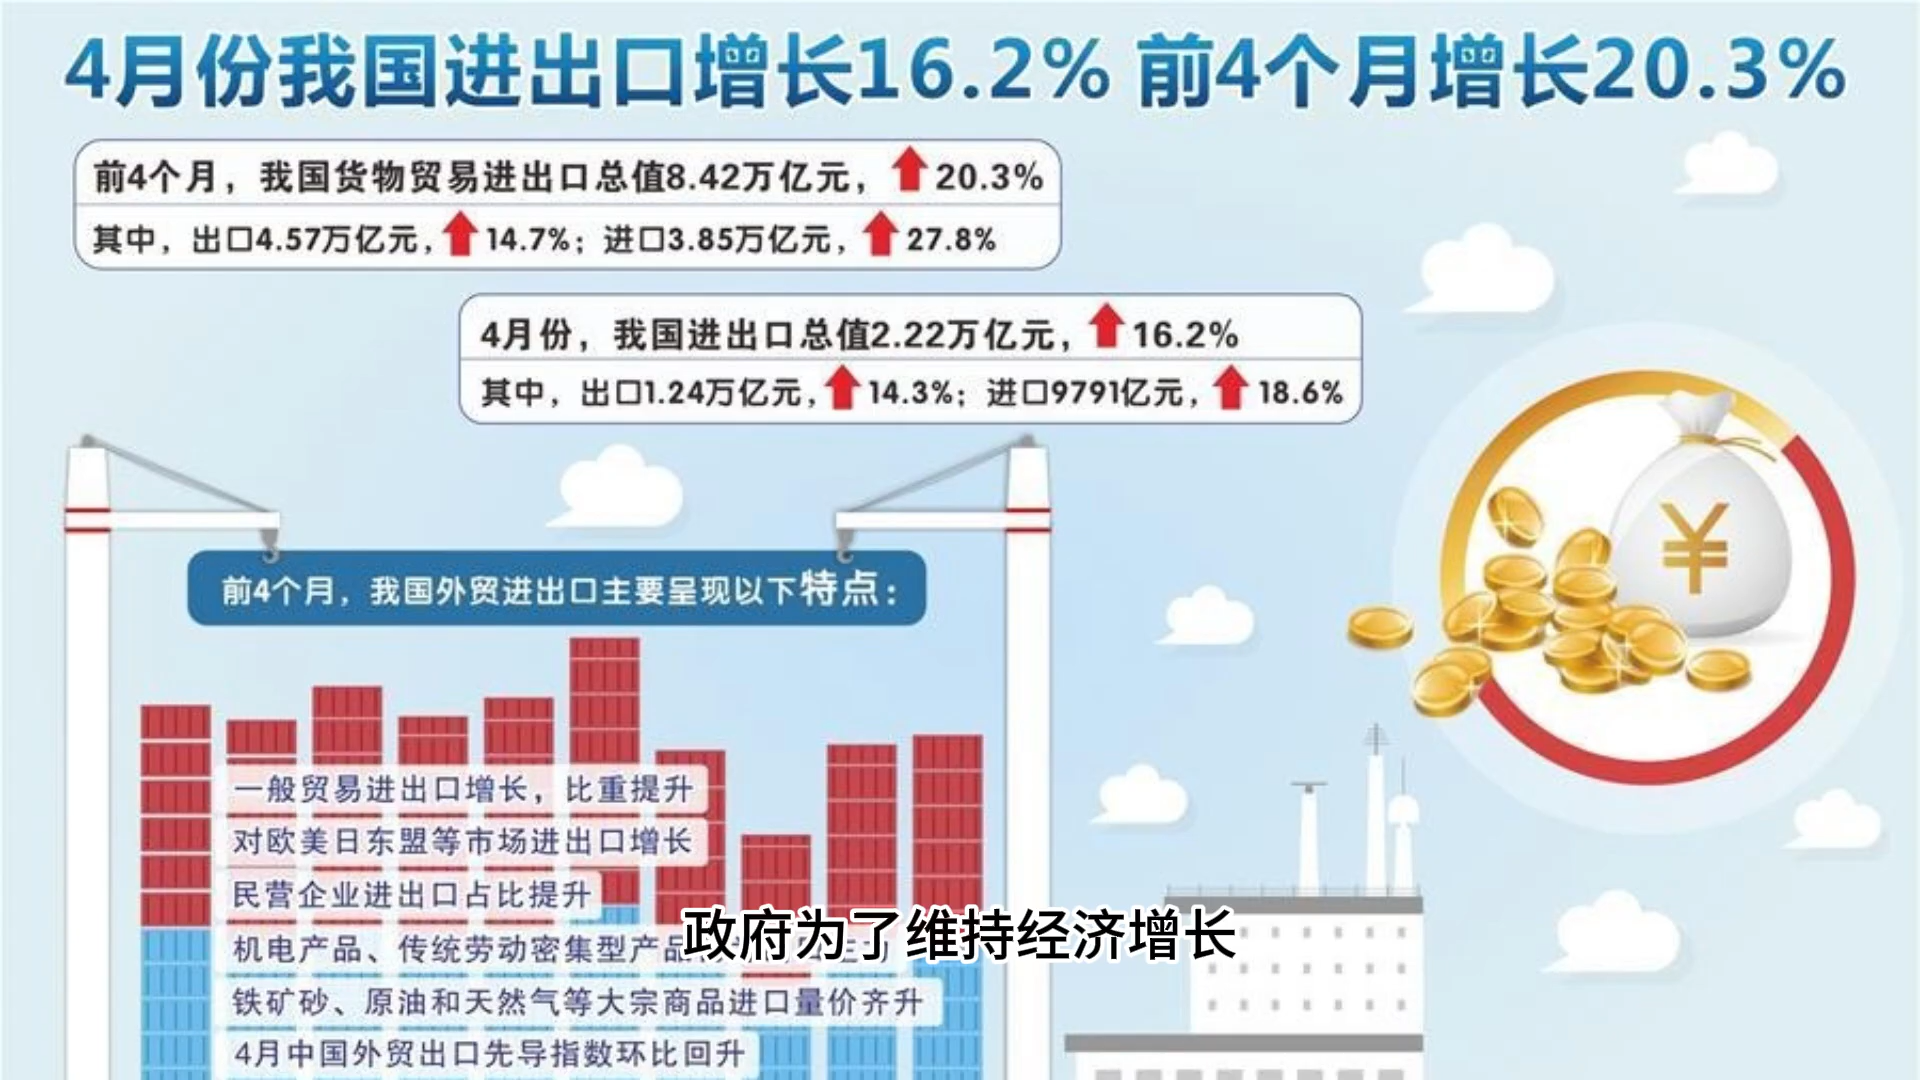 4月份我国进出口增长16.2% 前4个月增长20.3%
前4个月，我国货物贸易进出口总值8.42万亿元，20.3%
其中，出口4.57万亿元，14.7%；进口3.85万亿元，27.8%
4月份，我国进出口总值2.22万亿元，16.2%
其中，出口1.24万亿元，14.3%；进口9791亿元，18.6%
¥
前4个月，我国外贸进出口主要呈现以下特点：
一般贸易进出口增长，比重提升
对欧美日东盟等市场进出口增长
民营企业进出口占比提升
机电产品、传统劳动密集型产品
政府为了维持经济增长
铁矿砂、原油和天然气等大宗商品进口量价齐升
4月中国外贸出口先导指数环比回升